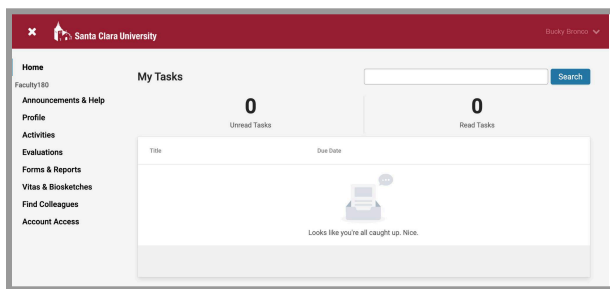 Santa Clara University
Bucky Bronco
Home
Faculty180
Announcements & Help
Profile
Activities
Evaluations
Forms & Reports
Vitas & Biosketches
Find Colleagues
Account Access
My Tasks
Search
0
Unread Tasks
0
Read Tasks
Title
Due Date
Looks like you're all caught up. Nice.